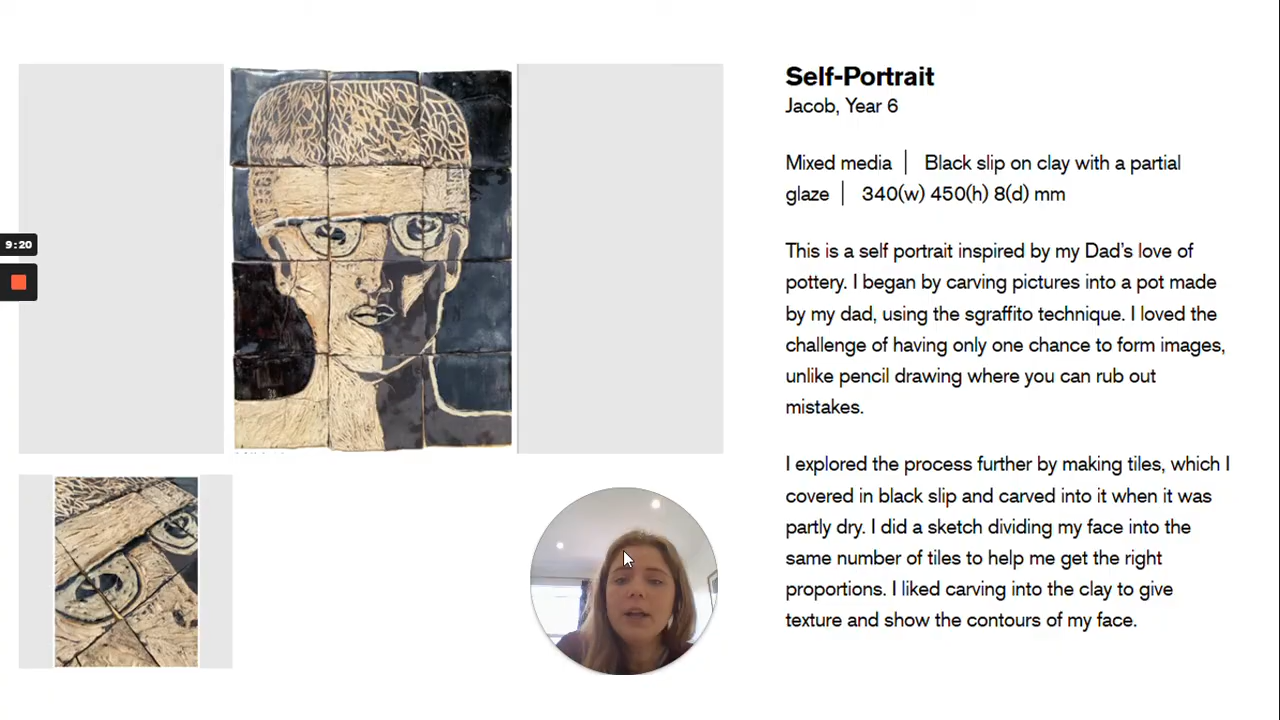 Self-Portrait
Jacob, Year 6
Mixed media | Black slip on clay with a partial
glaze | 340(w) 450(h) 8(d) mm
This is a self portrait inspired by my Dad's love of
pottery. I began by carving pictures into a pot made
by my dad, using the sgraffito technique. I loved the
challenge of having only one chance to form images,
unlike pencil drawing where you can rub out
mistakes.
I explored the process further by making tiles, which I
covered in black slip and carved into it when it was
partly dry. I did a sketch dividing my face into the
same number of tiles to help me get the right
proportions. I liked carving into the clay to give
texture and show the contours of my face.
9:20